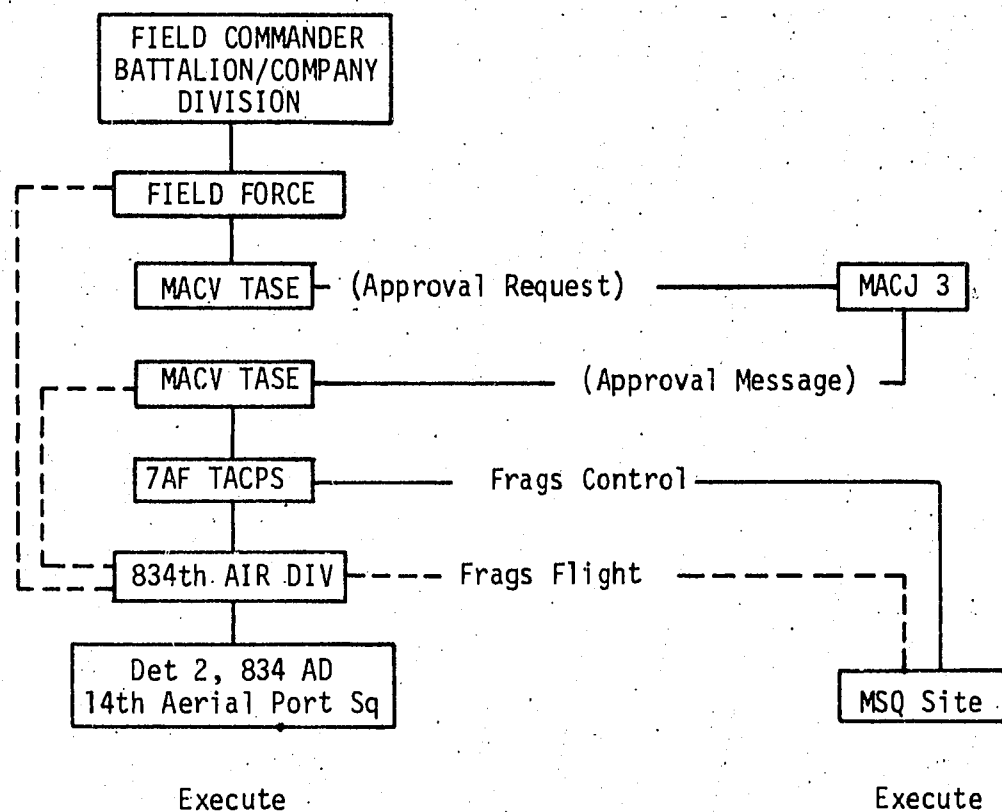 FIELD COMMANDER
BATTALION/COMPANY
DIVISION
FIELD FORCE
MACV TASE
(Approval Request)
MACJ 3
MACV TASE
(Approval Message)
7AF TACPS
Frags Control
834th AIR DIV
Frags Flight
Det 2, 834 AD
14th Aerial Port Sq
MSQ Site
Execute
Execute